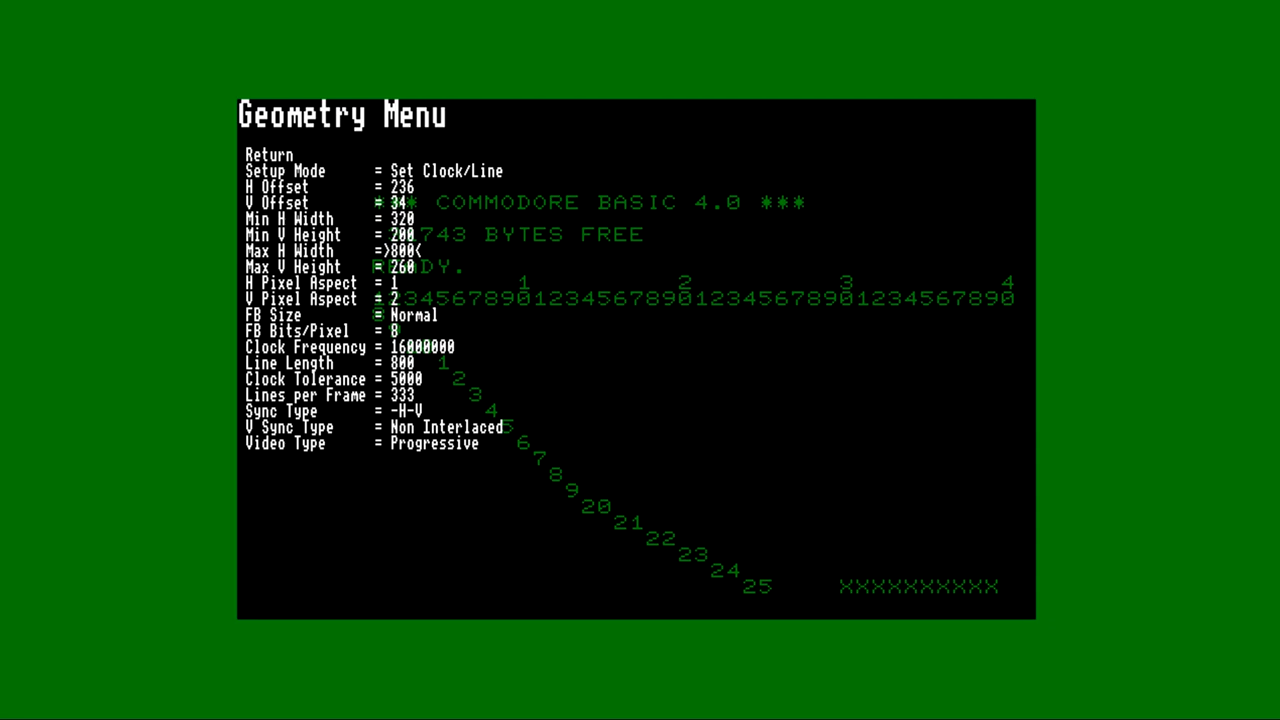 Geometry Menu
Return
Setup Mode = Set Clock/Line
H Offset = 236
V Offset = 34
* COMMODORE BASIC 4.0 ***
Min H Width = 320
Min V Height = 200
743 BYTES FREE
Max H Width =>800<
Max V Height = 260
DY.
H Pixel Aspect = 1
1 2 3 4
V Pixel Aspect = 2
234567890123456789012345678901234567890
FB Size = Normal
FB Bits/Pixel = 8
Clock Frequency = 16000000
Line Length = 800
1
Clock Tolerance = 5000
2
Lines per Frame = 333
3
Sync Type = -H-V
4
V Sync Type = Non Interlaced
5
Video Type = Progressive
6
7
8
9
20
21
22
23
24
25 XXXXXXXXXX